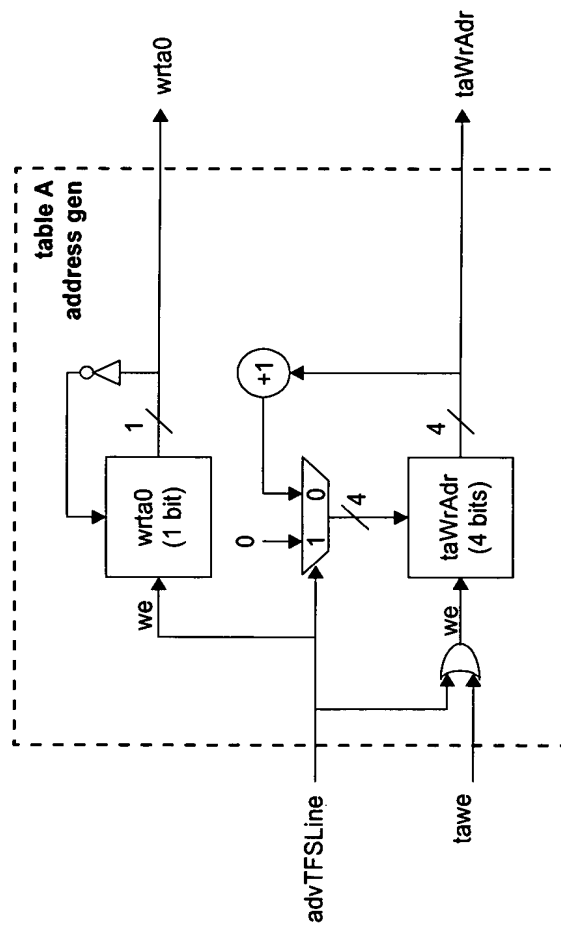 table A
address gen
wrta0
1
wrta0
(1 bit)
we
0
+1
1 0
4
4
taWrAdr
taWrAdr
(4 bits)
we
advTFSLine
tawe